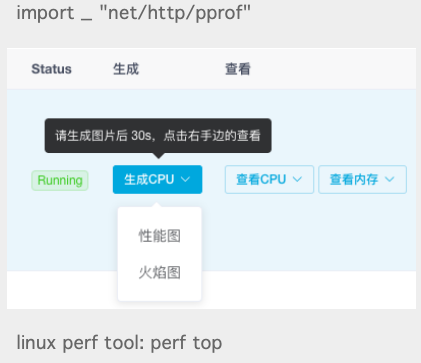 import _ "net/http/pprof"
Status 生成 查看
请生成图片后 30s，点击右手边的查看
Running 生成CPU 查看CPU 查看内存
性能图
火焰图
linux perf tool: perf top